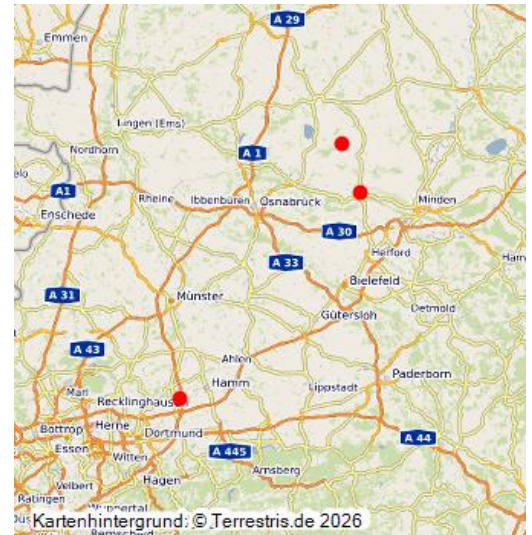 A 29
Emmen
Lingen (Ems)
Nordhorn
A 1
A1
Rheine
Ibbenbüren
Osnabrück
Minden
Enschede
A 30
Herford
A 33
Bielefeld
A 31
Münster
Detmold
Gütersloh
A 43
Ahlen
Paderborn
Hamm
Lippstadt
Marl
Recklinghaus
Bottrop
Herne
Dortmund
A 44
Essen
Witten
A 445
Arnsberg
Velbert
Hagen
Ratingen
Kartenhintergrund: © Terrestris.de 2026